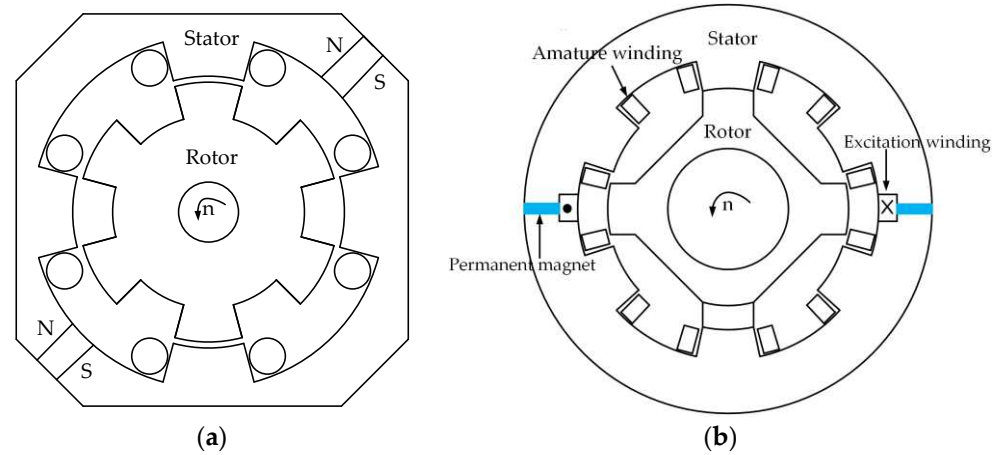 Stator
N
S
Rotor
n
N
S
(a)
Stator
Amature winding
Rotor
Excitation winding
n
Permanent magnet
(b)